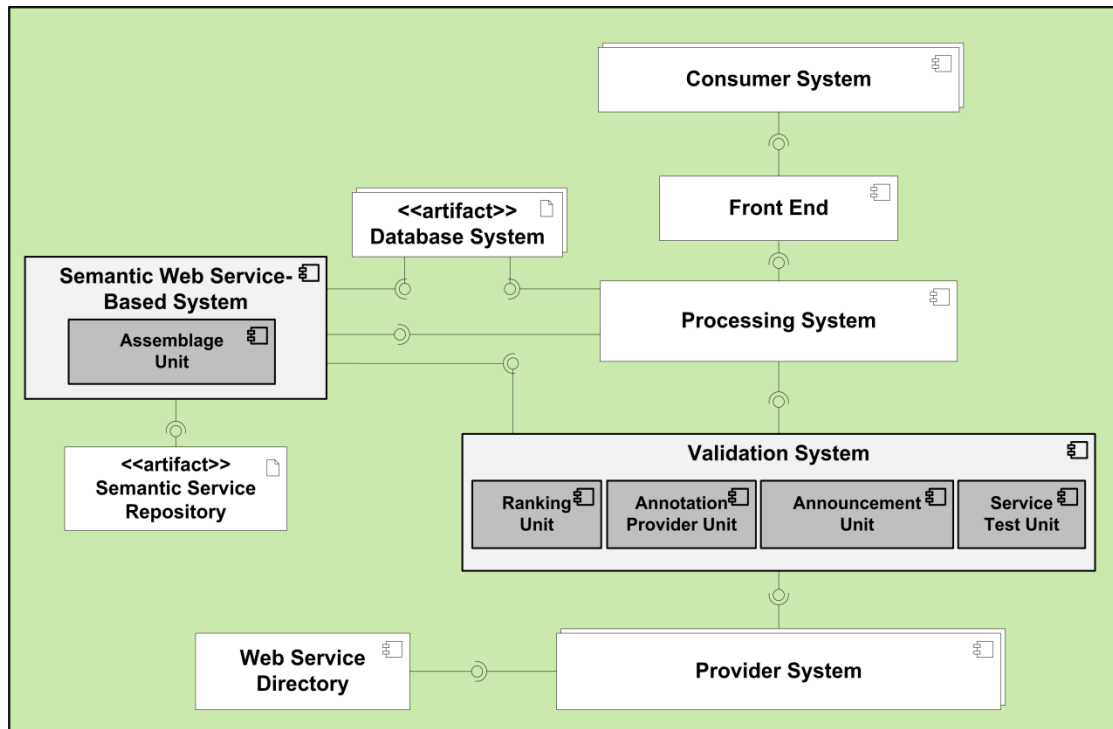 Consumer System
Front End
<<artifact>>
Database System
Semantic Web Service-
Based System
Assemblage
Unit
Processing System
<<artifact>>
Semantic Service
Repository
Validation System
Ranking
Unit
Annotation
Provider Unit
Announcement
Unit
Service
Test Unit
Web Service
Directory
Provider System